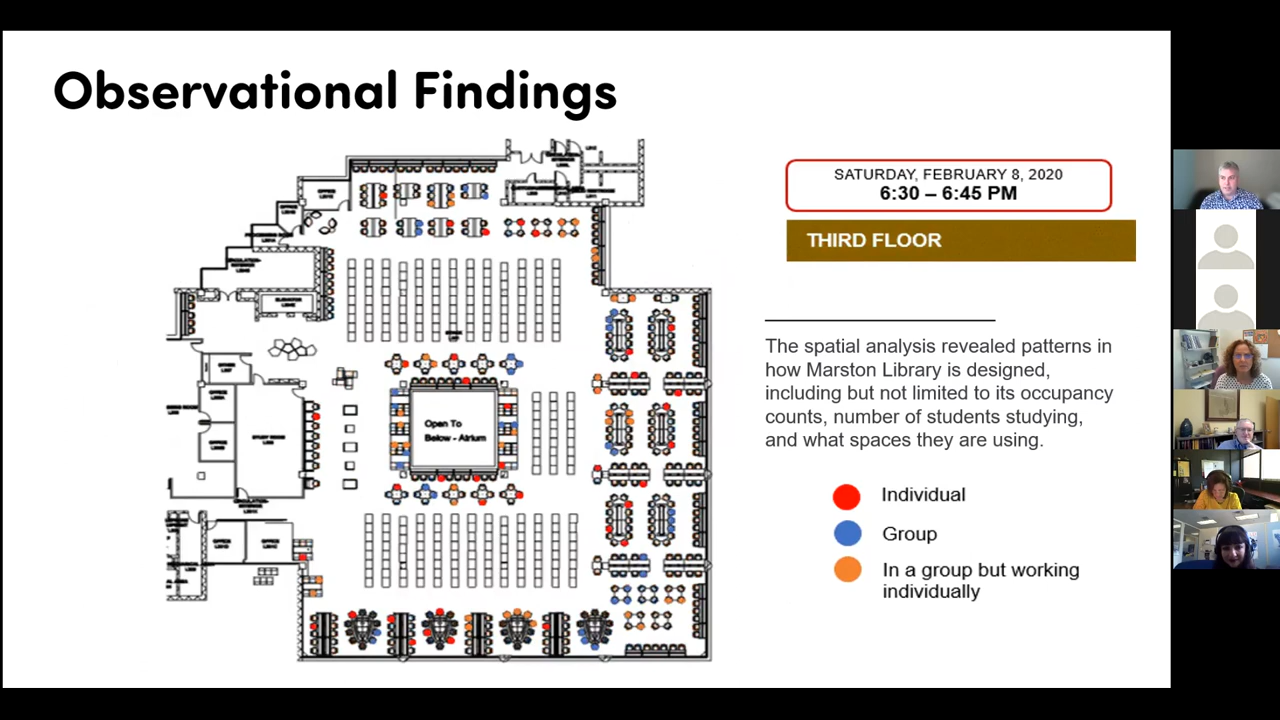 Observational Findings
SATURDAY, FEBRUARY 8, 2020
6:30 – 6:45 PM
THIRD FLOOR
The spatial analysis revealed patterns in
how Marston Library is designed,
including but not limited to its occupancy
counts, number of students studying,
and what spaces they are using.
Individual
Group
In a group but working
individually
Open To
Below - Atrium